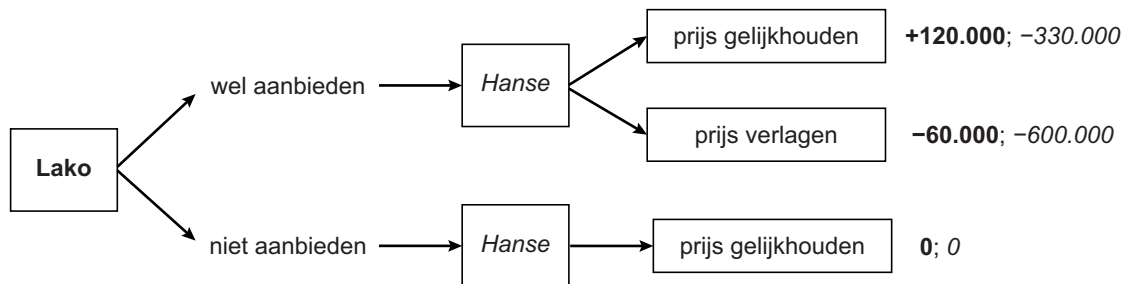 prijs gelijkhouden +120.000; −330.000
wel aanbieden Hanse
prijs verlagen −60.000; −600.000
Lako
niet aanbieden Hanse prijs gelijkhouden 0; 0